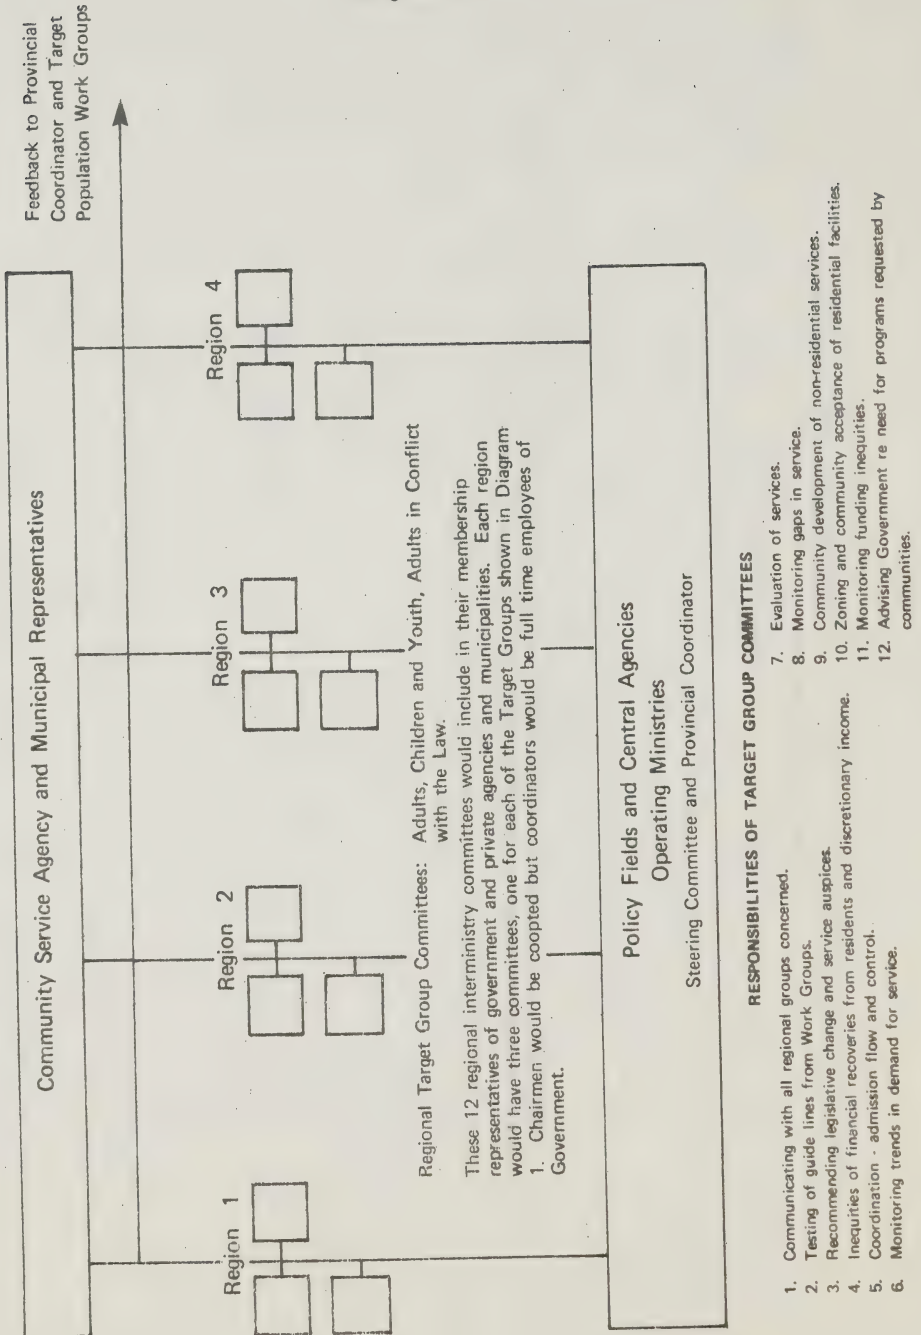 Feedback to Provincial
Coordinator and Target
Population Work Groups
Community Service Agency and Municipal Representatives
Region 1
Region 2
Region 3
Region 4
Regional Target Group Committees: Adults, Children and Youth, Adults in Conflict
with the Law.
These 12 regional interministry committees would include in their membership
representatives of government and private agencies and municipalities. Each region
would have three committees, one for each of the Target Groups shown in Diagram
1. Chairmen would be coopted but coordinators would be full time employees of
Government.
Policy Fields and Central Agencies
Operating Ministries
Steering Committee and Provincial Coordinator
RESPONSIBILITIES OF TARGET GROUP COMMITTEES
1. Communicating with all regional groups concerned.
2. Testing of guide lines from Work Groups.
3. Recommending legislative change and service auspices.
4. Inequities of financial recoveries from residents and discretionary income.
5. Coordination - admission flow and control.
6. Monitoring trends in demand for service.
7. Evaluation of services.
8. Monitoring gaps in service.
9. Community development of non-residential services.
10. Zoning and community acceptance of residential facilities.
11. Monitoring funding inequities.
12. Advising Government re need for programs requested by
communities.